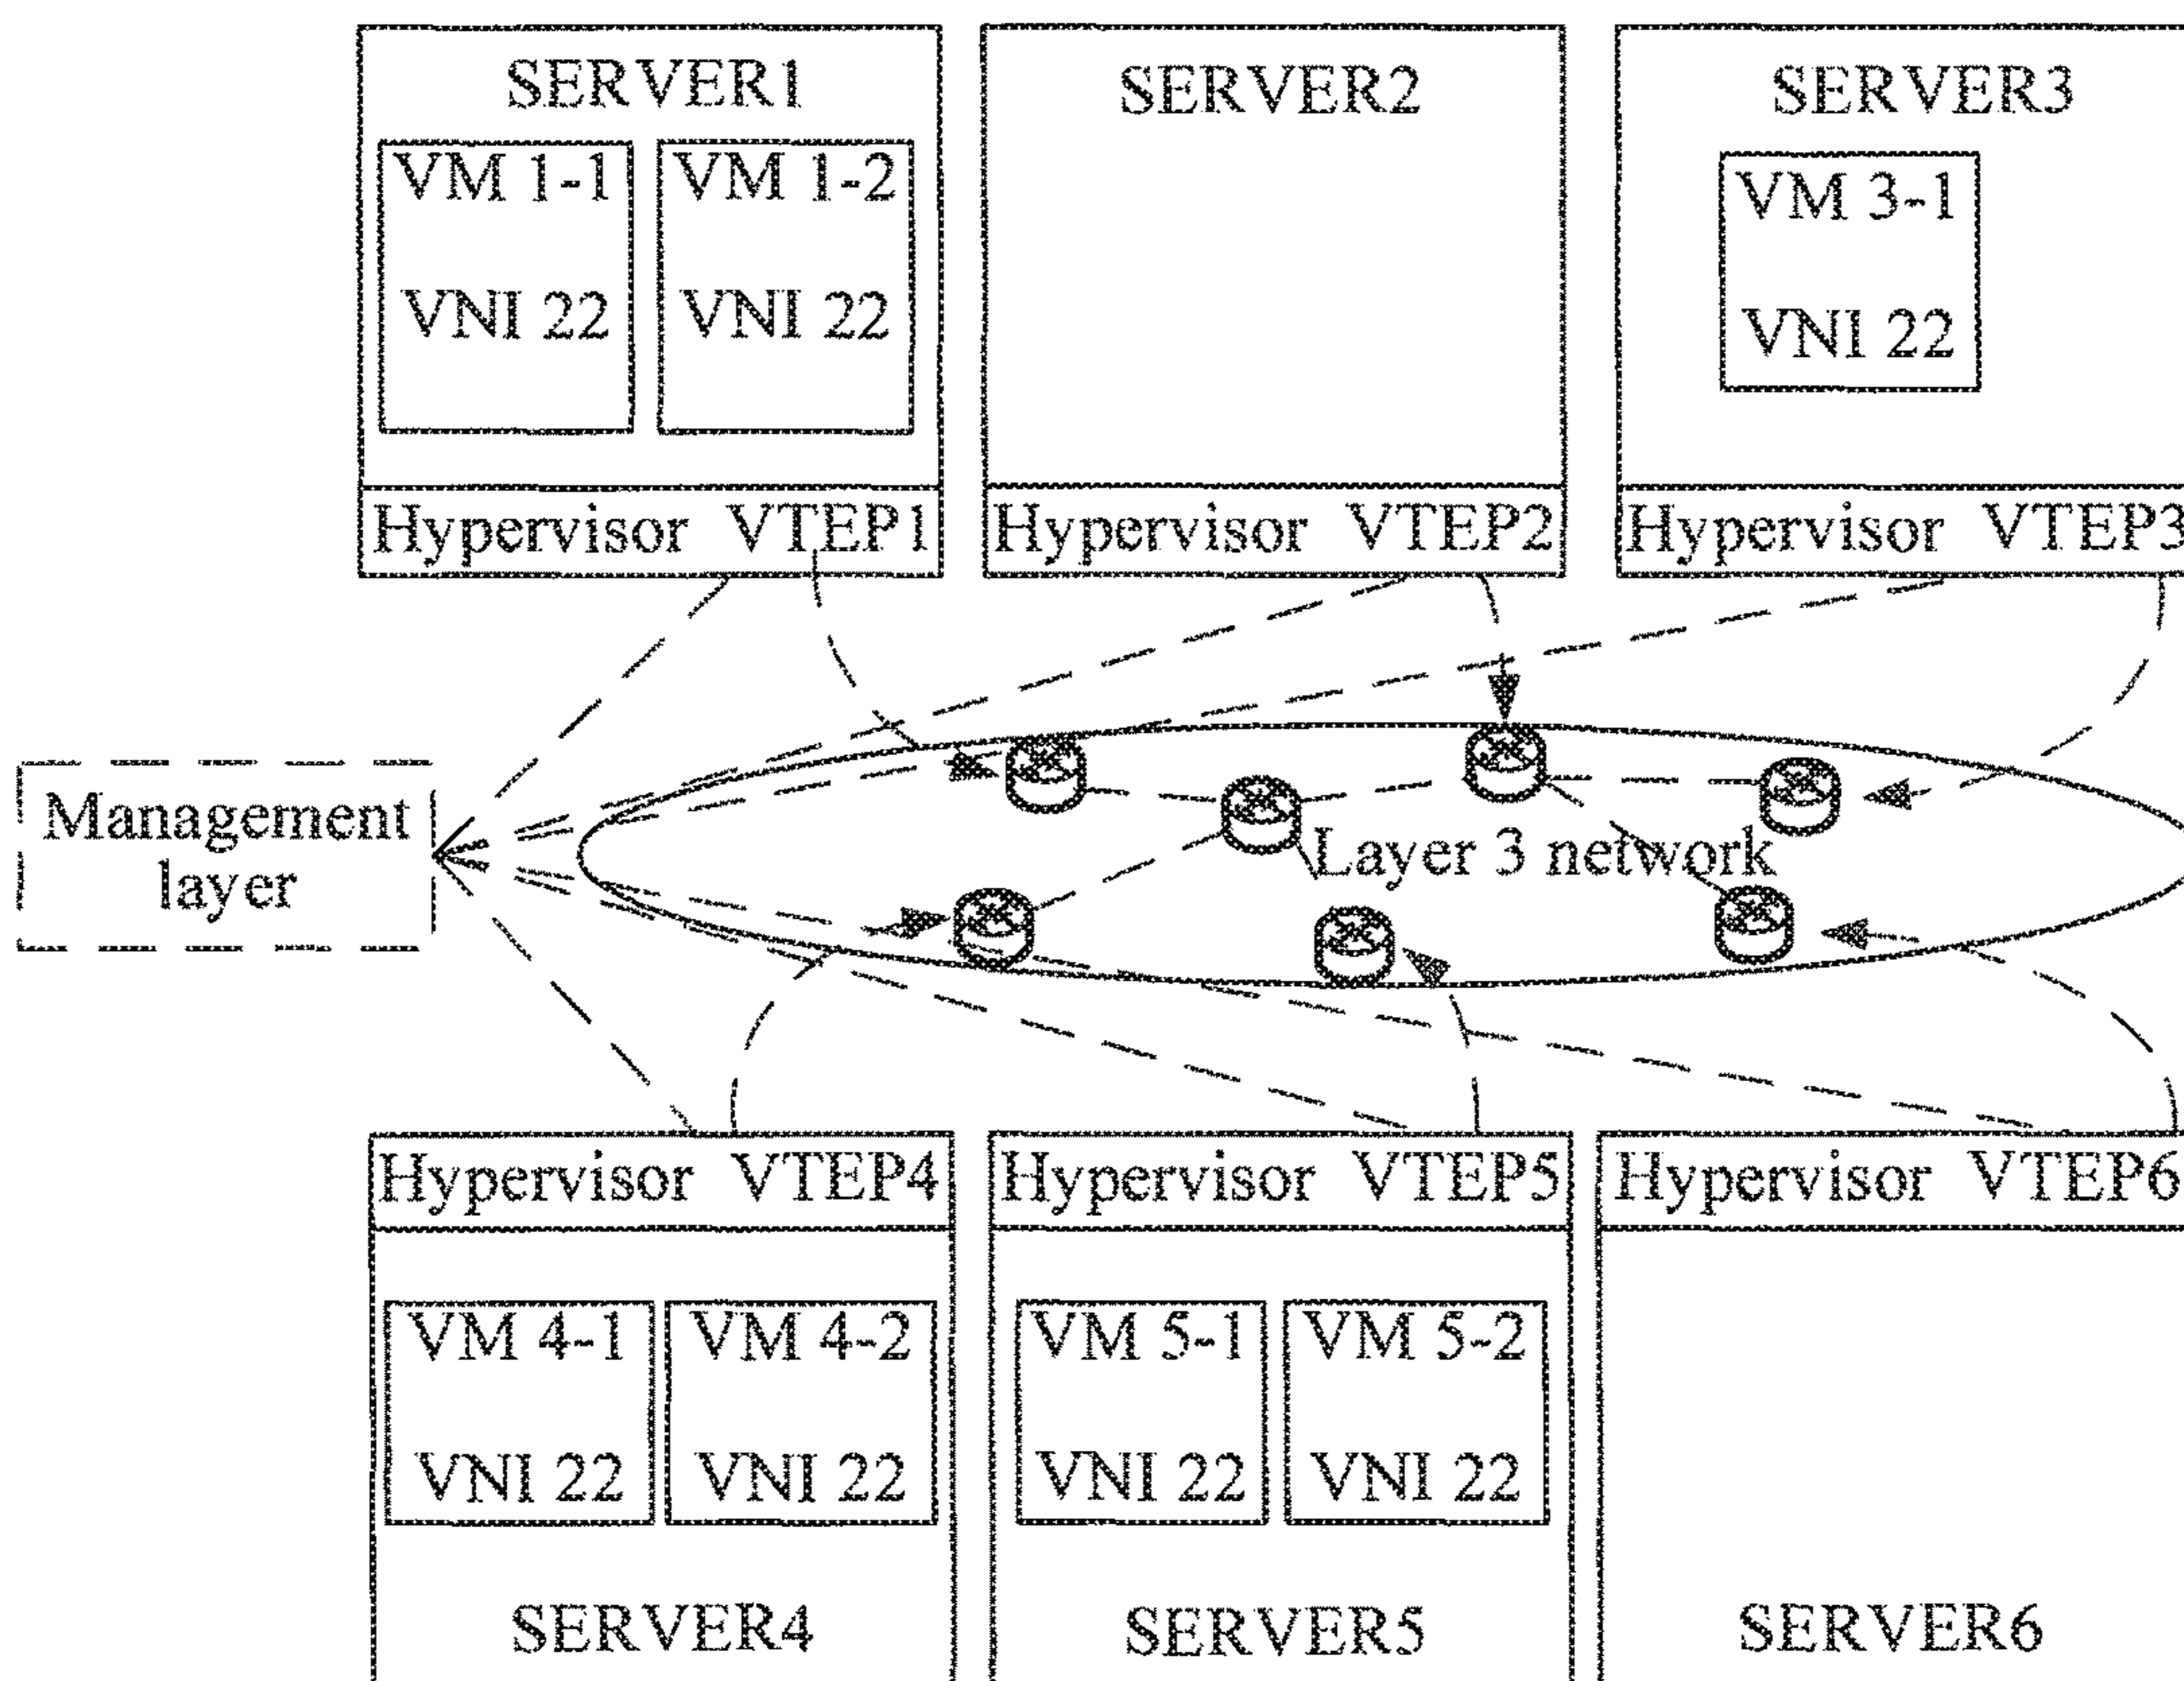 SERVER1
SERVER2
SERVER3
VM 1-1
VM 1-2
VM 3-1
VNI 22
VNI 22
VNI 22
Hypervisor VTEP1
Hypervisor VTEP2
Hypervisor VTEP3
Management
layer
Layer 3 network
Hypervisor VTEP4
Hypervisor VTEP5
Hypervisor VTEP6
VM 4-1
VM 4-2
VM 5-1
VM 5-2
VNI 22
VNI 22
VNI 22
VNI 22
SERVER4
SERVER5
SERVER6